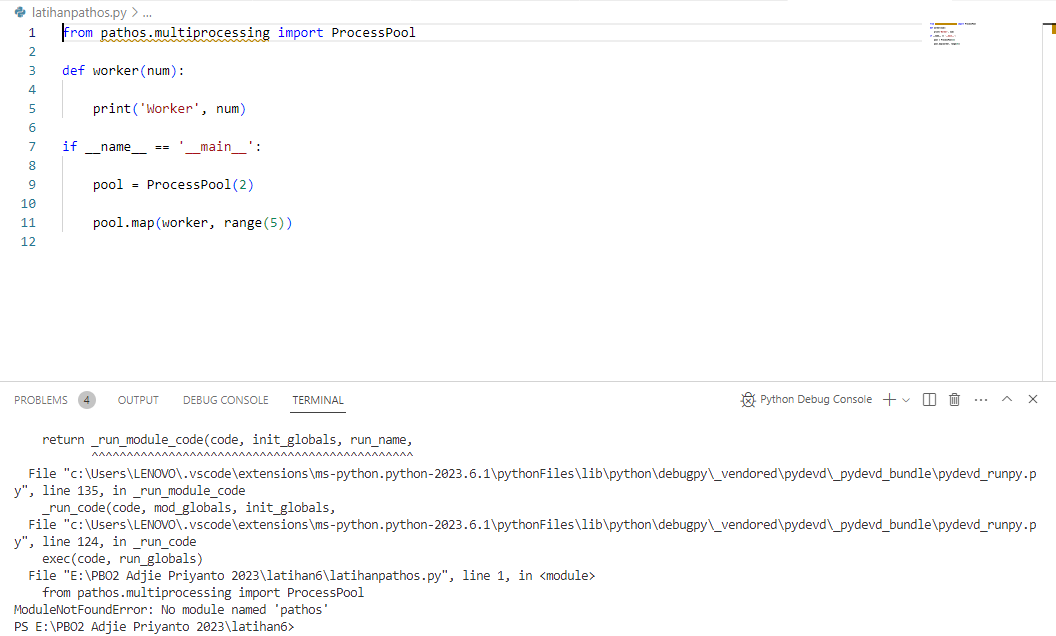 latihanpathos.py > ...
1 from pathos.multiprocessing import ProcessPool
2
3 def worker(num):
4
5     print('Worker', num)
6
7 if __name__ == '__main__':
8
9     pool = ProcessPool(2)
10
11     pool.map(worker, range(5))
12
PROBLEMS 4 OUTPUT DEBUG CONSOLE TERMINAL Python Debug Console
    return _run_module_code(code, init_globals, run_name,
           ^^^^^^^^^^^^^^^^^^^^^^^^^^^^^^^^^^^^^^^^^^^^^^
  File "c:\Users\LENOVO\.vscode\extensions\ms-python.python-2023.6.1\pythonFiles\lib\python\debugpy\_vendored\pydevd\_pydevd_bundle\pydevd_runpy.p
y", line 135, in _run_module_code
    _run_code(code, mod_globals, init_globals,
  File "c:\Users\LENOVO\.vscode\extensions\ms-python.python-2023.6.1\pythonFiles\lib\python\debugpy\_vendored\pydevd\_pydevd_bundle\pydevd_runpy.p
y", line 124, in _run_code
    exec(code, run_globals)
  File "E:\PBO2 Adjie Priyanto 2023\latihan6\latihanpathos.py", line 1, in <module>
    from pathos.multiprocessing import ProcessPool
ModuleNotFoundError: No module named 'pathos'
PS E:\PBO2 Adjie Priyanto 2023\latihan6>